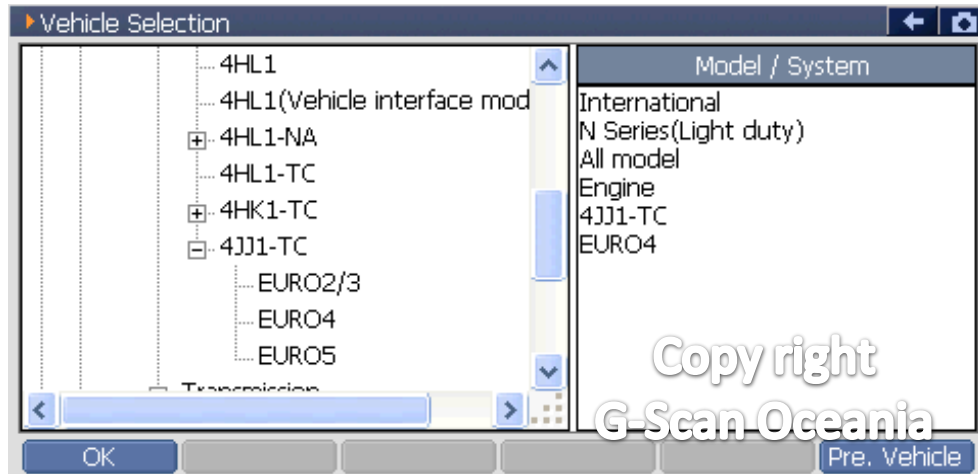 Vehicle Selection
4HL1
4HL1(Vehicle interface mod
4HL1-NA
4HL1-TC
4HK1-TC
4JJ1-TC
EURO2/3
EURO4
EURO5
Transmission
Model / System
International
N Series(Light duty)
All model
Engine
4JJ1-TC
EURO4
Copy right
G-Scan Oceania
OK
Pre. Vehicle